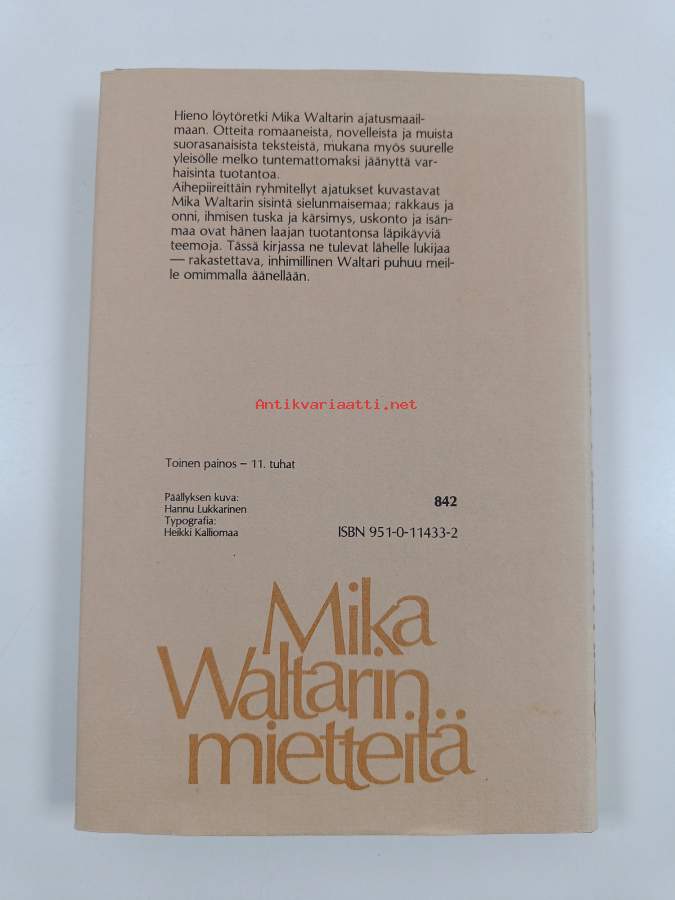 Hieno löytöretki Mika Waltarin ajatusmaail-
maan. Otteita romaaneista, novelleista ja muista
suorasanaisista teksteistä, mukana myös suurelle
yleisölle melko tuntemattomaksi jäänyttä var-
haisinta tuotantoa.
Aihepiireittäin ryhmitellyt ajatukset kuvastavat
Mika Waltarin sisintä sielunmaisemaa; rakkaus ja
onni, ihmisen tuska ja kärsimys, uskonto ja isän-
maa ovat hänen laajan tuotantonsa läpikäyviä
teemoja. Tässä kirjassa ne tulevat lähelle lukijaa
— rakastettava, inhimillinen Waltari puhuu meil-
le omimmalla äänellään.
Antikvariaatti.net
Toinen painos – 11. tuhat
Päällyksen kuva:
Hannu Lukkarinen
Typografia:
Heikki Kalliomaa
842
ISBN 951-0-11433-2
Mika
Waltarin
mietteitä